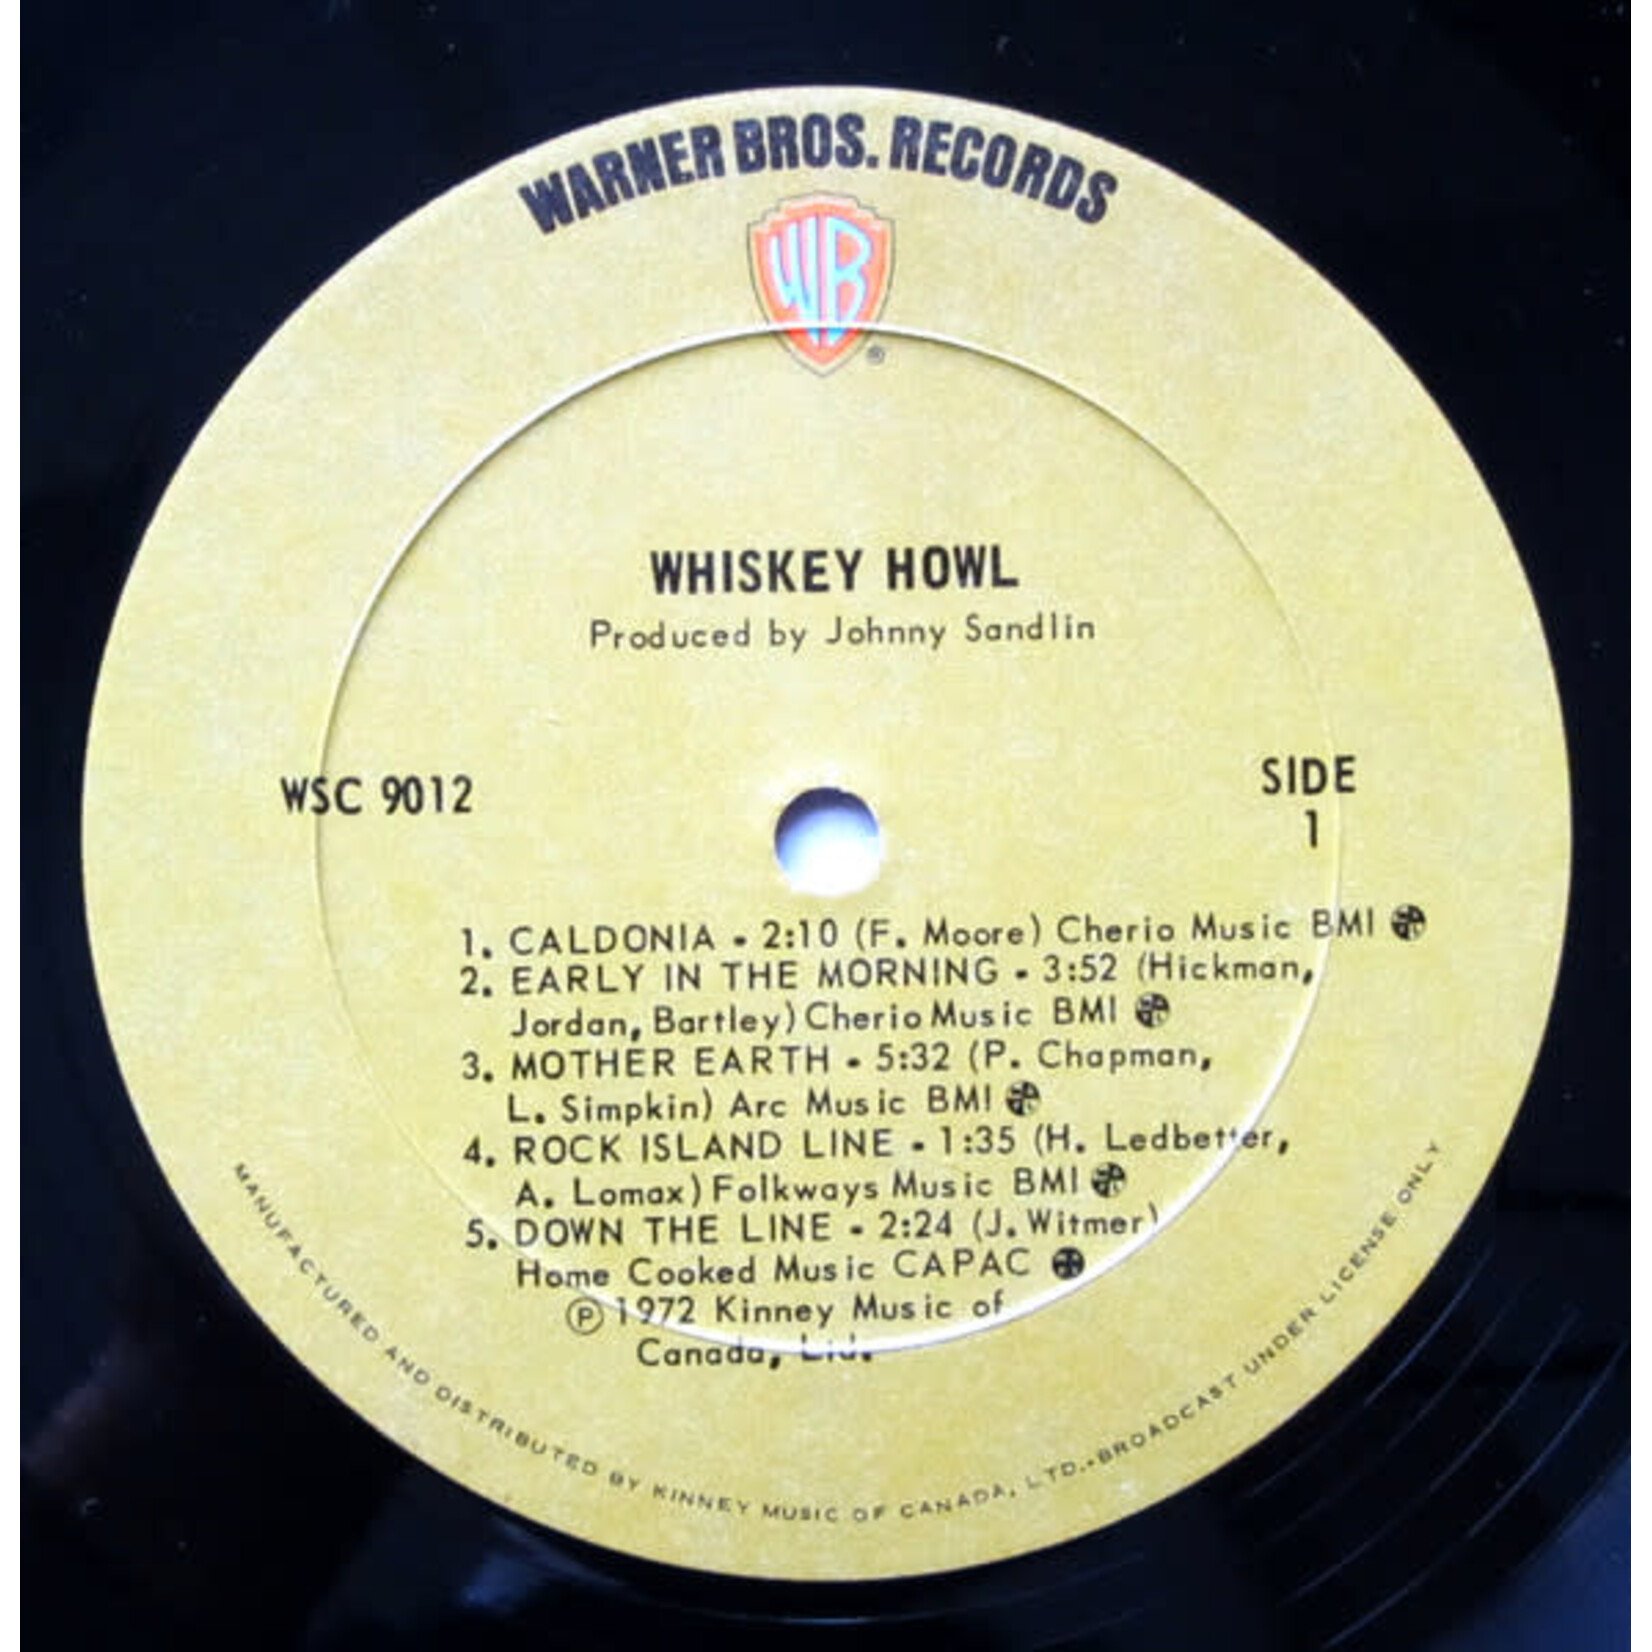 WARNER BROS. RECORDS
WB
®
WHISKEY HOWL
Produced by Johnny Sandlin
WSC 9012
SIDE
1
1. CALDONIA - 2:10 (F. Moore) Cherio Music BMI
2. EARLY IN THE MORNING - 3:52 (Hickman,
Jordan, Bartley) Cherio Music BMI
3. MOTHER EARTH - 5:32 (P. Chapman,
L. Simpkin) Arc Music BMI
4. ROCK ISLAND LINE - 1:35 (H. Ledbetter,
A. Lomax) Folkways Music BMI
5. DOWN THE LINE - 2:24 (J. Witmer)
Home Cooked Music CAPAC
Ⓟ 1972 Kinney Music of
Canada, Ltd.
MANUFACTURED AND DISTRIBUTED BY KINNEY MUSIC OF CANADA, LTD.•BROADCAST UNDER LICENSE ONLY